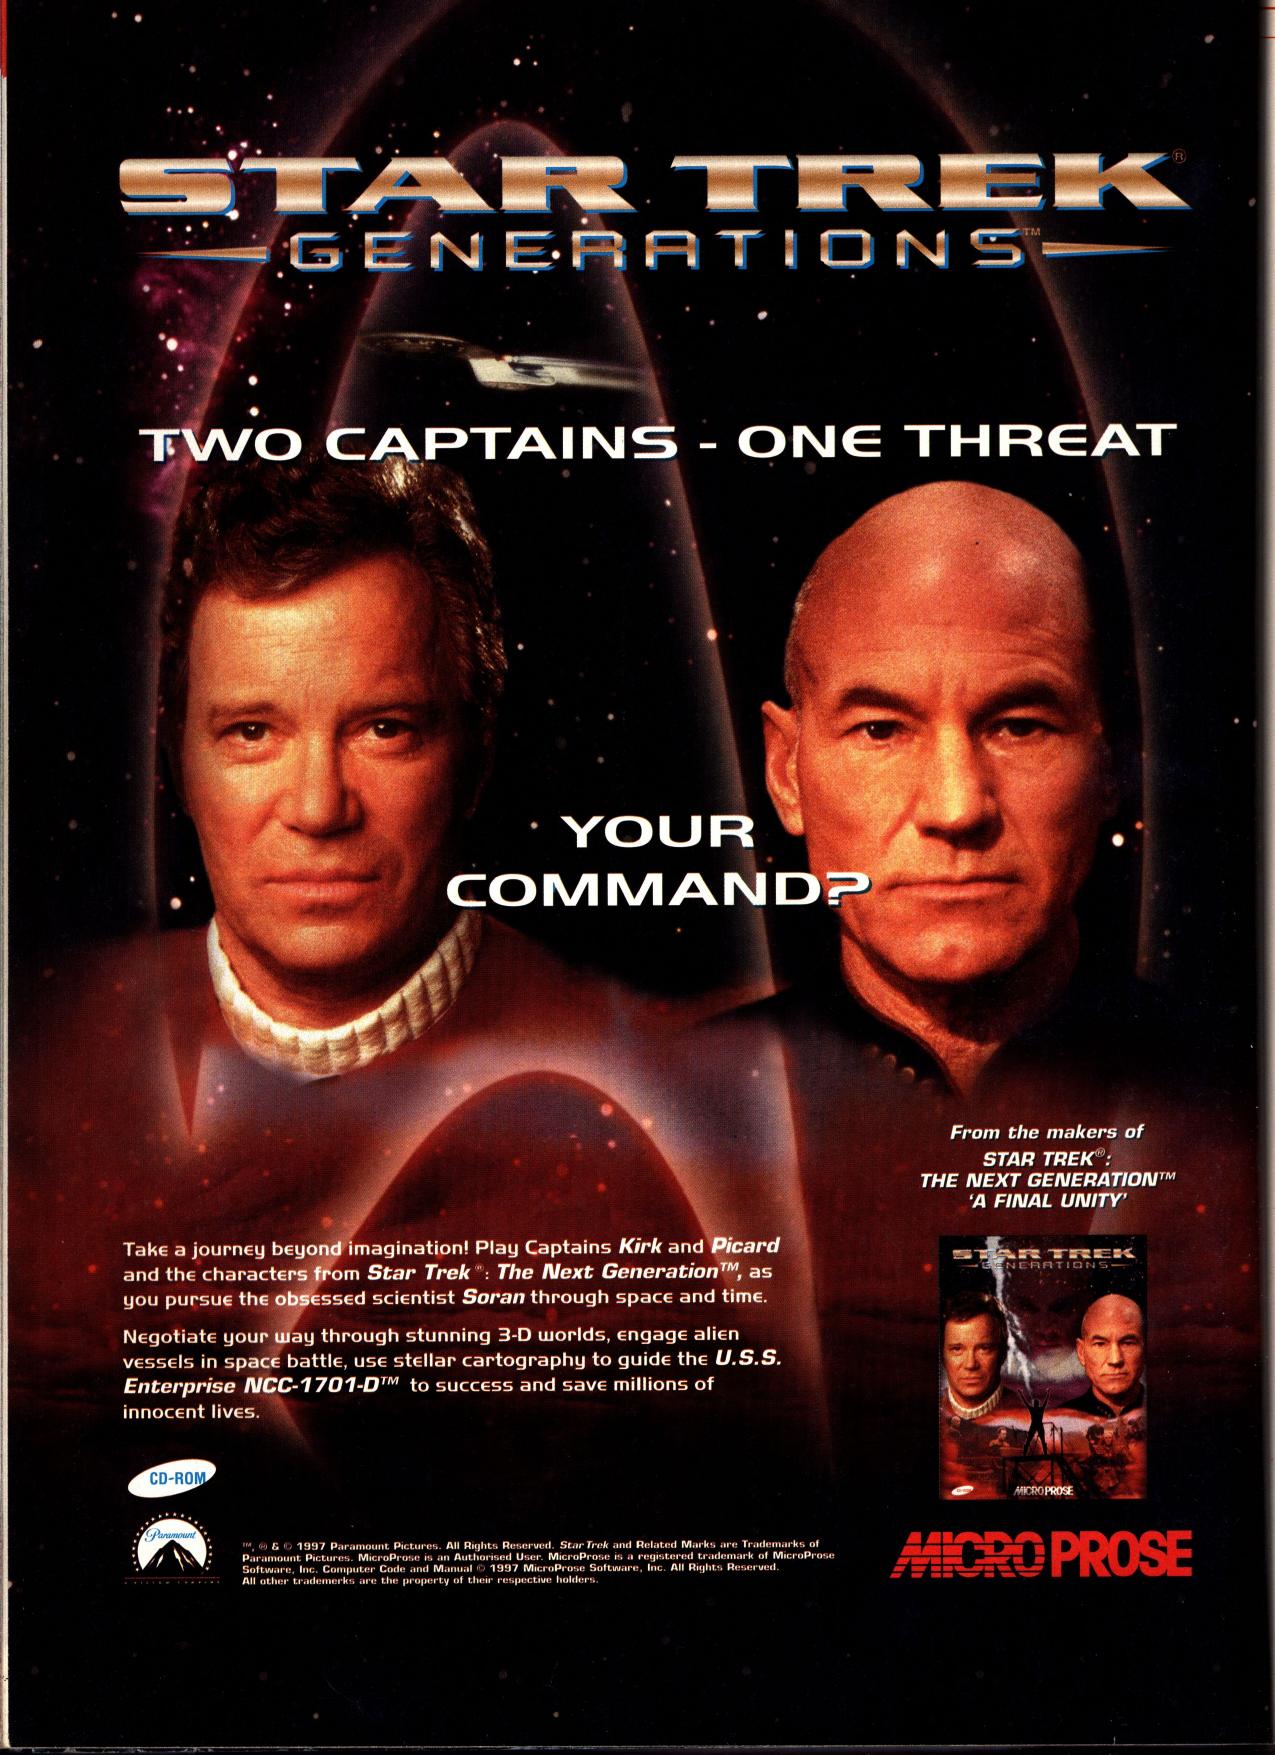 STAR TREK®
GENERATIONS™
TWO CAPTAINS - ONE THREAT
YOUR
COMMAND?
From the makers of
STAR TREK®:
THE NEXT GENERATION™
'A FINAL UNITY'
Take a journey beyond imagination! Play Captains Kirk and Picard
and the characters from Star Trek®: The Next Generation™, as
you pursue the obsessed scientist Soran through space and time.
Negotiate your way through stunning 3-D worlds, engage alien
vessels in space battle, use stellar cartography to guide the U.S.S.
Enterprise NCC-1701-D™ to success and save millions of
innocent lives.
STAR TREK
GENERATIONS
MICROPROSE
CD-ROM
Paramount
™, ® & © 1997 Paramount Pictures. All Rights Reserved. Star Trek and Related Marks are Trademarks of
Paramount Pictures. MicroProse is an Authorised User. MicroProse is a registered trademark of MicroProse
Software, Inc. Computer Code and Manual © 1997 MicroProse Software, Inc. All Rights Reserved.
All other trademerks are the property of their respective holders.
MICROPROSE